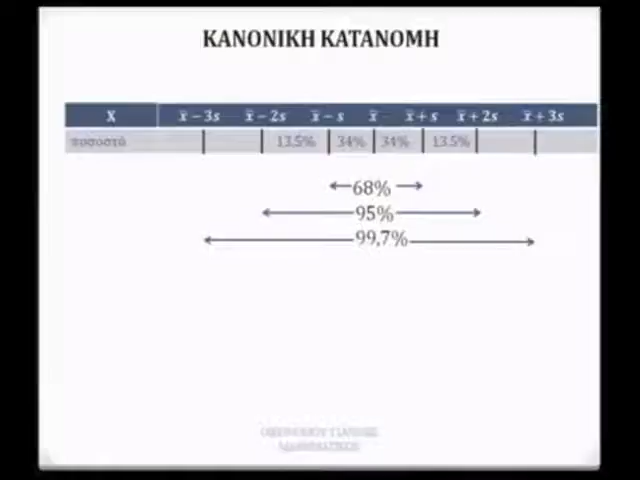 ΚΑΝΟΝΙΚΗ ΚΑΤΑΝΟΜΗ
X x̄ − 3s x̄ − 2s x̄ − s x̄ x̄ + s x̄ + 2s x̄ + 3s
ποσοστό 13.5% 34% 34% 13.5%
68%
95%
99,7%